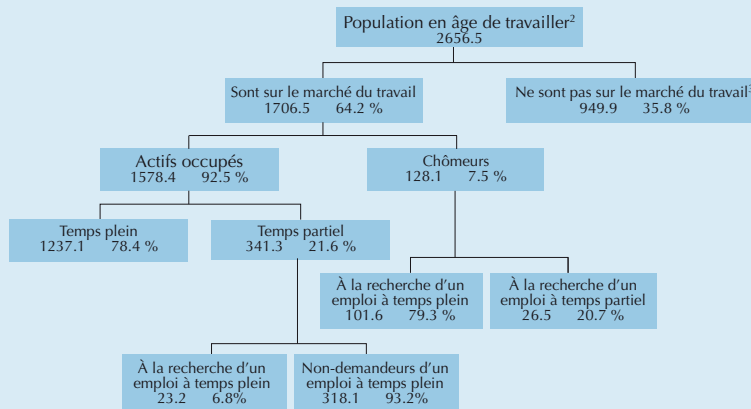 Population en âge de travailler²
2656.5
Sont sur le marché du travail
1706.5 64.2 %
Ne sont pas sur le marché du travail³
949.9 35.8 %
Actifs occupés
1578.4 92.5 %
Chômeurs
128.1 7.5 %
Temps plein
1237.1 78.4 %
Temps partiel
341.3 21.6 %
À la recherche d'un
emploi à temps plein
101.6 79.3 %
À la recherche d'un
emploi à temps partiel
26.5 20.7 %
À la recherche d'un
emploi à temps plein
23.2 6.8%
Non-demandeurs d'un
emploi à temps plein
318.1 93.2%